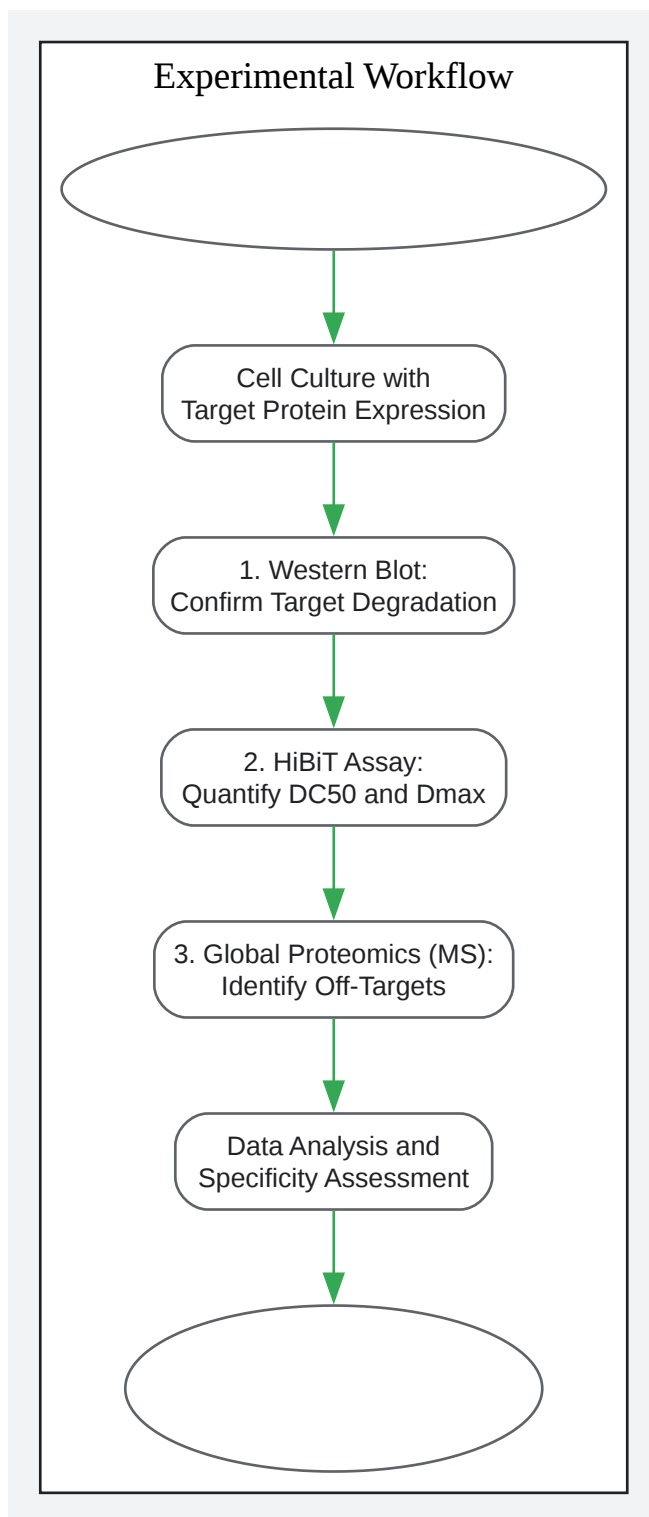 Experimental Workflow
Cell Culture with
Target Protein Expression
1. Western Blot:
Confirm Target Degradation
2. HiBiT Assay:
Quantify DC50 and Dmax
3. Global Proteomics (MS):
Identify Off-Targets
Data Analysis and
Specificity Assessment